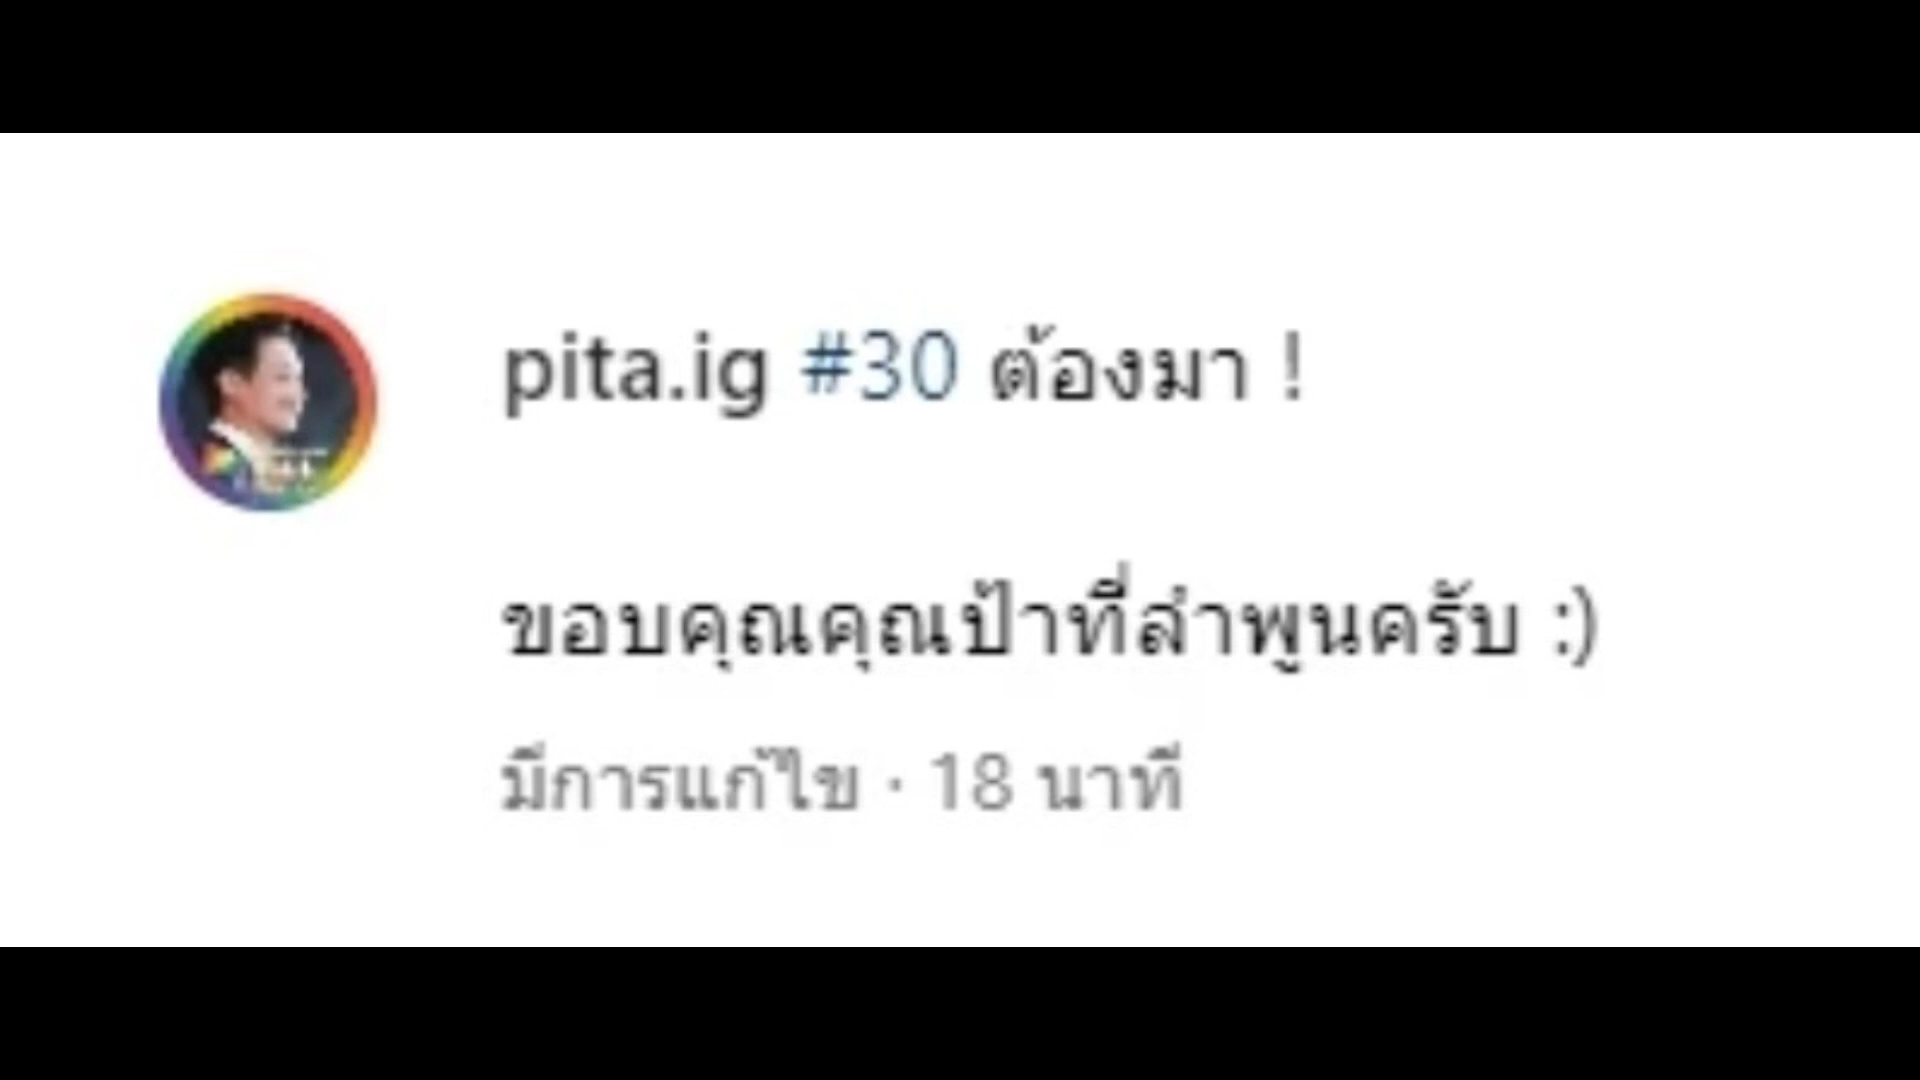 pita.ig #30 ต้องมา !
ขอบคุณคุณป้าที่ลำพูนครับ :)
มีการแก้ไข · 18 นาที